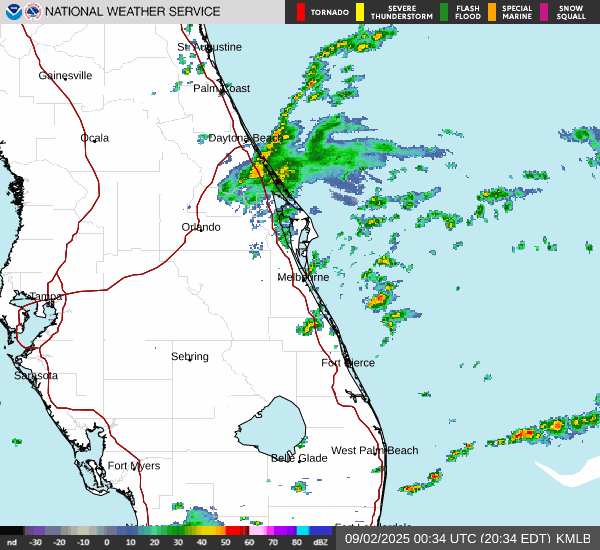 NATIONAL WEATHER SERVICE
TORNADO
SEVERE THUNDERSTORM
FLASH FLOOD
SPECIAL MARINE
SNOW SQUALL
St. Augustine
Gainesville
Palm Coast
Ocala
Daytona Beach
Orlando
Melbourne
Tampa
Sebring
Fort Pierce
Sarasota
West Palm Beach
Belle Glade
Fort Myers
nd -30 -20 -10 0 10 20 30 40 50 60 70 80 dBZ
09/02/2025 00:34 UTC (20:34 EDT) KMLB